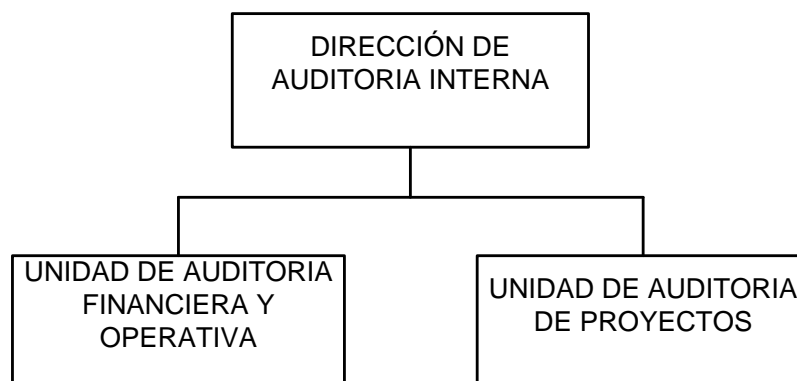 DIRECCIÓN DE
AUDITORIA INTERNA
UNIDAD DE AUDITORIA
FINANCIERA Y
OPERATIVA
UNIDAD DE AUDITORIA
DE PROYECTOS